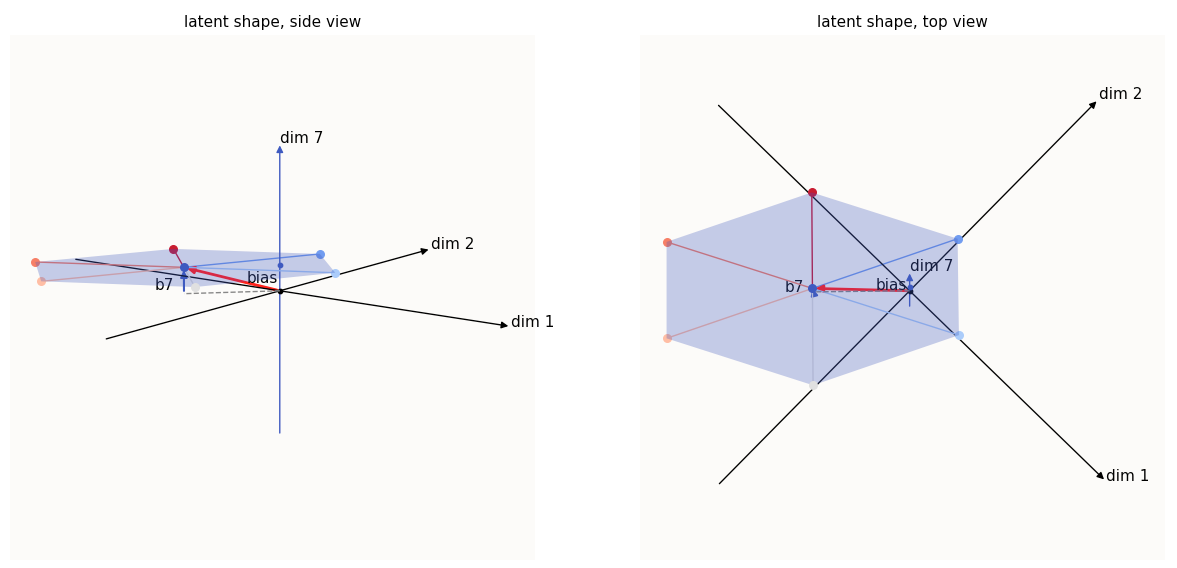 latent shape, side view
dim 7
dim 2
bias
b7
dim 1
latent shape, top view
dim 2
dim 7
bias
b7
dim 1